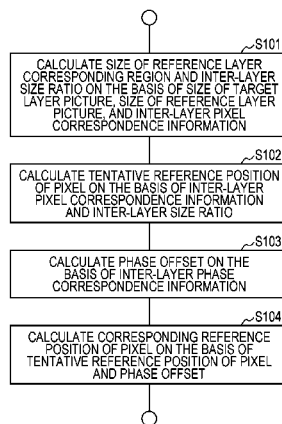 S101
CALCULATE SIZE OF REFERENCE LAYER
CORRESPONDING REGION AND INTER-LAYER
SIZE RATIO ON THE BASIS OF SIZE OF TARGET
LAYER PICTURE, SIZE OF REFERENCE LAYER
PICTURE, AND INTER-LAYER PIXEL
CORRESPONDENCE INFORMATION
S102
CALCULATE TENTATIVE REFERENCE POSITION
OF PIXEL ON THE BASIS OF INTER-LAYER
PIXEL CORRESPONDENCE INFORMATION
AND INTER-LAYER SIZE RATIO
S103
CALCULATE PHASE OFFSET ON THE
BASIS OF INTER-LAYER PHASE
CORRESPONDENCE INFORMATION
S104
CALCULATE CORRESPONDING REFERENCE
POSITION OF PIXEL ON THE BASIS OF
TENTATIVE REFERENCE POSITION OF PIXEL
AND PHASE OFFSET